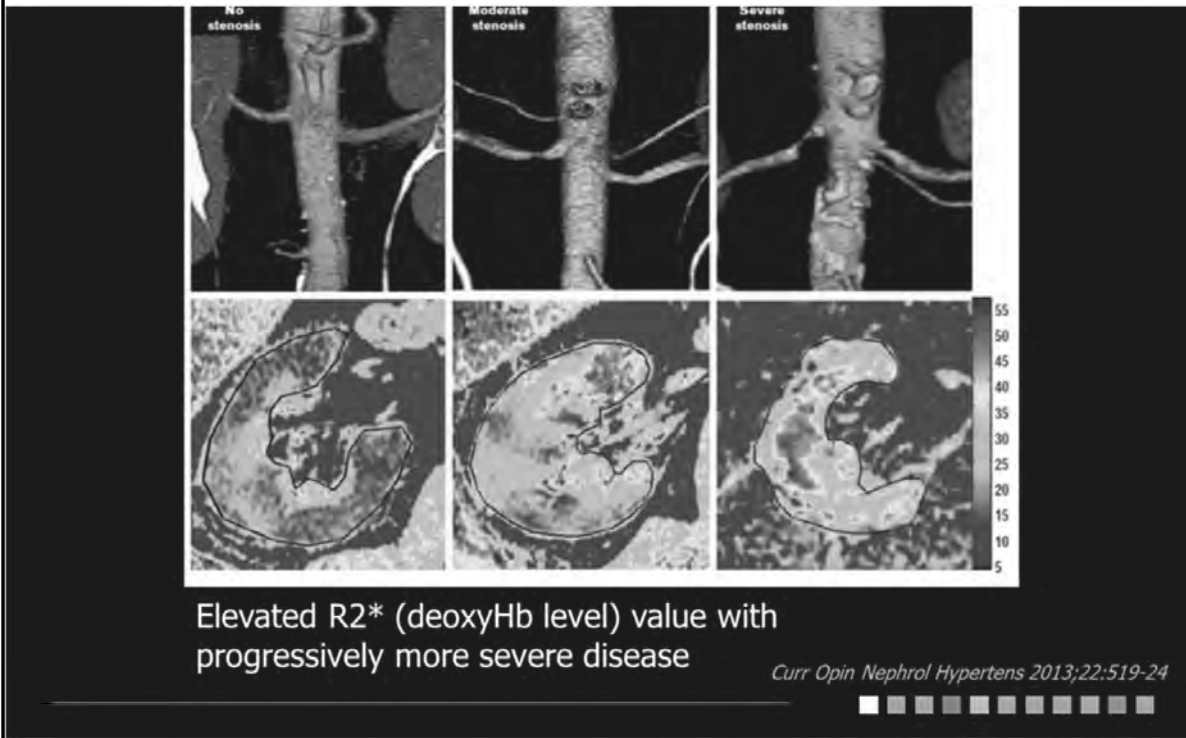 No
stenosis
Moderate
stenosis
Severe
stenosis
55
50
45
40
35
30
25
20
15
10
5
Elevated R2* (deoxyHb level) value with
progressively more severe disease
Curr Opin Nephrol Hypertens 2013;22:519-24